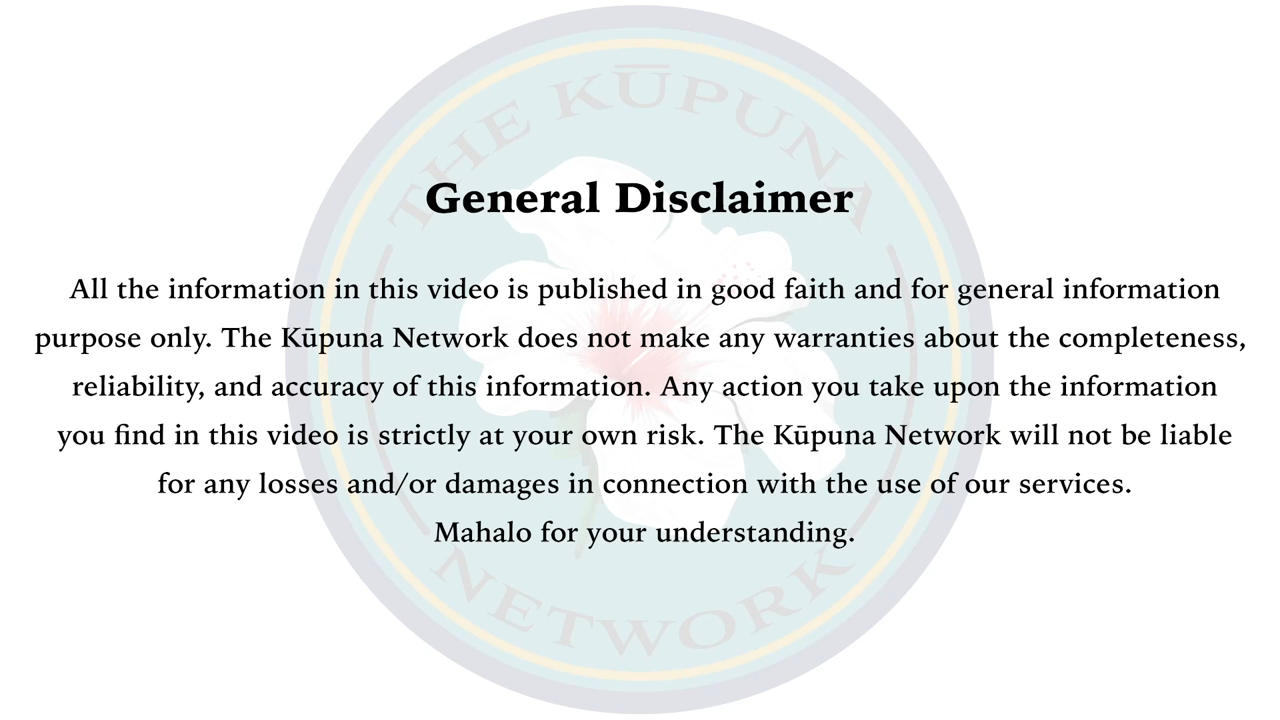 THE KŪPUNA
General Disclaimer
All the information in this video is published in good faith and for general information
purpose only. The Kūpuna Network does not make any warranties about the completeness,
reliability, and accuracy of this information. Any action you take upon the information
you find in this video is strictly at your own risk. The Kūpuna Network will not be liable
for any losses and/or damages in connection with the use of our services.
Mahalo for your understanding.
NETWORK